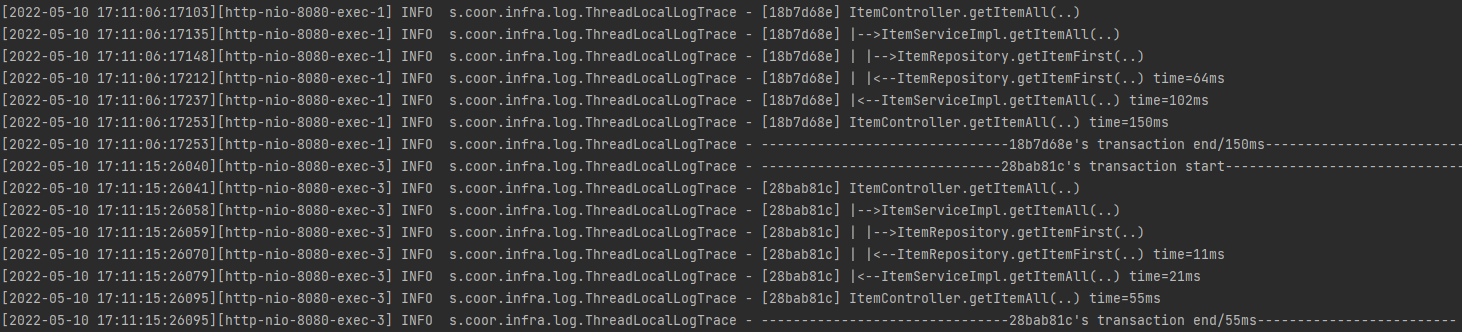 [2022-05-10 17:11:06:17103][http-nio-8080-exec-1] INFO  s.coor.infra.log.ThreadLocalLogTrace - [18b7d68e] ItemController.getItemAll(..)
[2022-05-10 17:11:06:17135][http-nio-8080-exec-1] INFO  s.coor.infra.log.ThreadLocalLogTrace - [18b7d68e] |-->ItemServiceImpl.getItemAll(..)
[2022-05-10 17:11:06:17148][http-nio-8080-exec-1] INFO  s.coor.infra.log.ThreadLocalLogTrace - [18b7d68e] | |-->ItemRepository.getItemFirst(..)
[2022-05-10 17:11:06:17212][http-nio-8080-exec-1] INFO  s.coor.infra.log.ThreadLocalLogTrace - [18b7d68e] | |<--ItemRepository.getItemFirst(..) time=64ms
[2022-05-10 17:11:06:17237][http-nio-8080-exec-1] INFO  s.coor.infra.log.ThreadLocalLogTrace - [18b7d68e] |<--ItemServiceImpl.getItemAll(..) time=102ms
[2022-05-10 17:11:06:17253][http-nio-8080-exec-1] INFO  s.coor.infra.log.ThreadLocalLogTrace - [18b7d68e] ItemController.getItemAll(..) time=150ms
[2022-05-10 17:11:06:17253][http-nio-8080-exec-1] INFO  s.coor.infra.log.ThreadLocalLogTrace - -------------------------------18b7d68e's transaction end/150ms-------------------------
[2022-05-10 17:11:15:26040][http-nio-8080-exec-3] INFO  s.coor.infra.log.ThreadLocalLogTrace - ------------------------------28bab81c's transaction start------------------------------
[2022-05-10 17:11:15:26041][http-nio-8080-exec-3] INFO  s.coor.infra.log.ThreadLocalLogTrace - [28bab81c] ItemController.getItemAll(..)
[2022-05-10 17:11:15:26058][http-nio-8080-exec-3] INFO  s.coor.infra.log.ThreadLocalLogTrace - [28bab81c] |-->ItemServiceImpl.getItemAll(..)
[2022-05-10 17:11:15:26059][http-nio-8080-exec-3] INFO  s.coor.infra.log.ThreadLocalLogTrace - [28bab81c] | |-->ItemRepository.getItemFirst(..)
[2022-05-10 17:11:15:26070][http-nio-8080-exec-3] INFO  s.coor.infra.log.ThreadLocalLogTrace - [28bab81c] | |<--ItemRepository.getItemFirst(..) time=11ms
[2022-05-10 17:11:15:26079][http-nio-8080-exec-3] INFO  s.coor.infra.log.ThreadLocalLogTrace - [28bab81c] |<--ItemServiceImpl.getItemAll(..) time=21ms
[2022-05-10 17:11:15:26095][http-nio-8080-exec-3] INFO  s.coor.infra.log.ThreadLocalLogTrace - [28bab81c] ItemController.getItemAll(..) time=55ms
[2022-05-10 17:11:15:26095][http-nio-8080-exec-3] INFO  s.coor.infra.log.ThreadLocalLogTrace - -------------------------------28bab81c's transaction end/55ms-------------------------